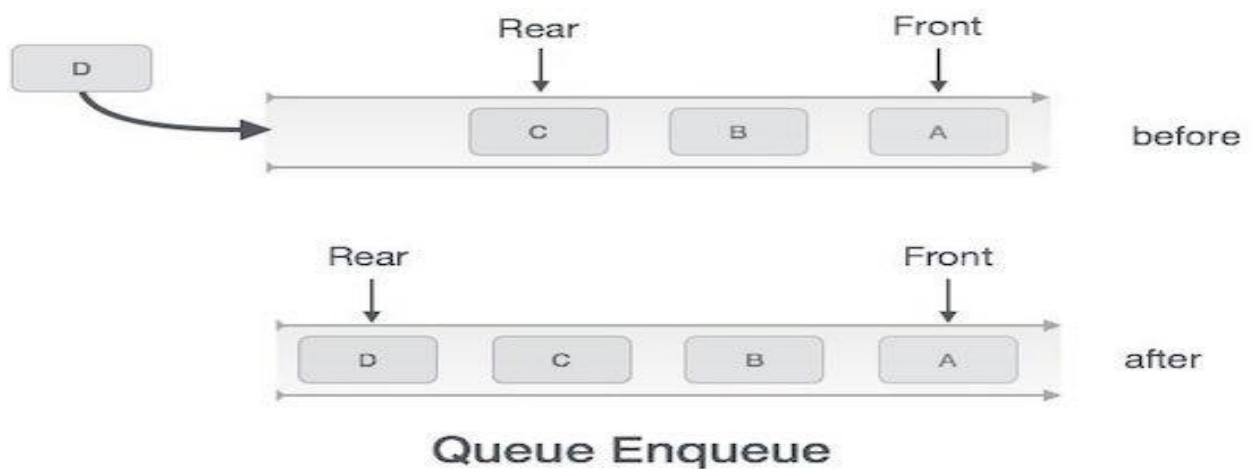 Rear Front
D
C B A before
Rear Front
D C B A after
Queue Enqueue